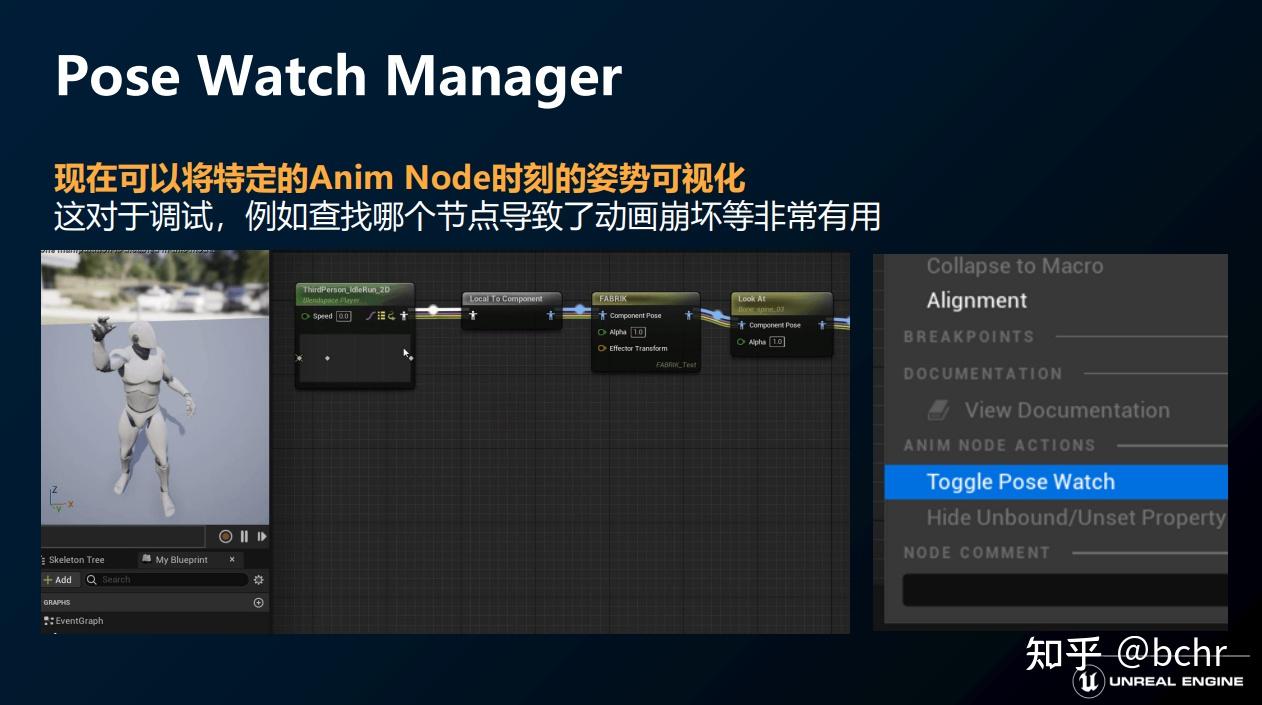 Pose Watch Manager
现在可以将特定的Anim Node时刻的姿势可视化
这对于调试，例如查找哪个节点导致了动画崩坏等非常有用
ThirdPerson_IdleRun_2D
Blendspace Player
Speed 0.0
Local To Component
FABRIK
Component Pose
Alpha 1.0
Effector Transform
FABRIK_Test
Look At
Bone: spine_03
Component Pose
Alpha 1.0
Z
X
Y
Skeleton Tree
My Blueprint ×
+ Add
Search
GRAPHS
EventGraph
Collapse to Macro
Alignment
BREAKPOINTS
DOCUMENTATION
View Documentation
ANIM NODE ACTIONS
Toggle Pose Watch
Hide Unbound/Unset Property
NODE COMMENT
知乎 @bchr
UNREAL ENGINE